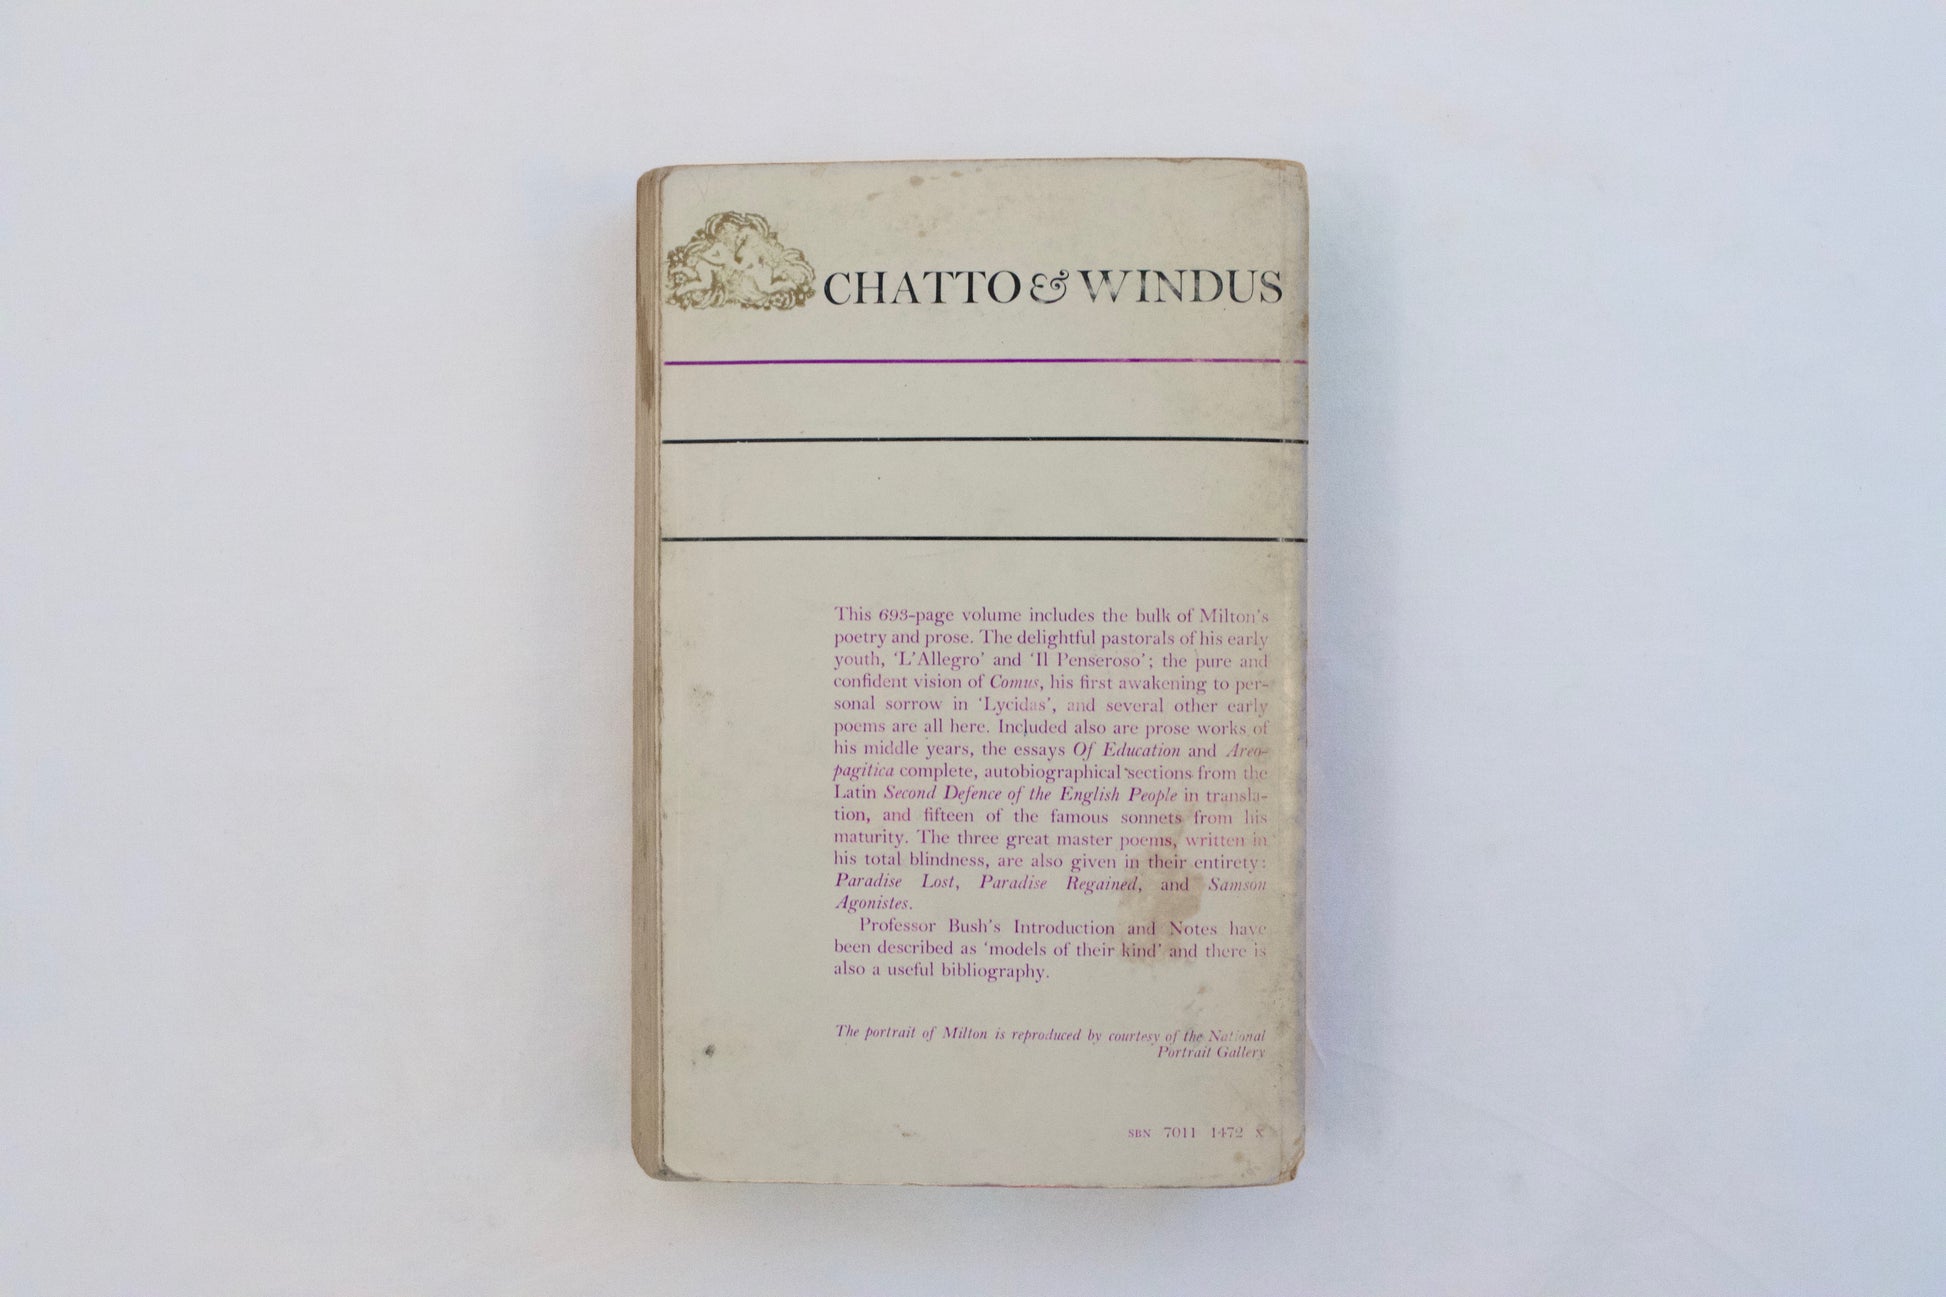 CHATTO & WINDUS
This 693-page volume includes the bulk of Milton's
poetry and prose. The delightful pastorals of his early
youth, 'L'Allegro' and 'Il Penseroso'; the pure and
confident vision of Comus, his first awakening to per-
sonal sorrow in 'Lycidas', and several other early
poems are all here. Included also are prose works of
his middle years, the essays Of Education and Areo-
pagitica complete, autobiographical sections from the
Latin Second Defence of the English People in transla-
tion, and fifteen of the famous sonnets from his
maturity. The three great master poems, written in
his total blindness, are also given in their entirety:
Paradise Lost, Paradise Regained, and Samson
Agonistes.
Professor Bush's Introduction and Notes have
been described as 'models of their kind' and there is
also a useful bibliography.
The portrait of Milton is reproduced by courtesy of the National
Portrait Gallery
SBN 7011 1472 X